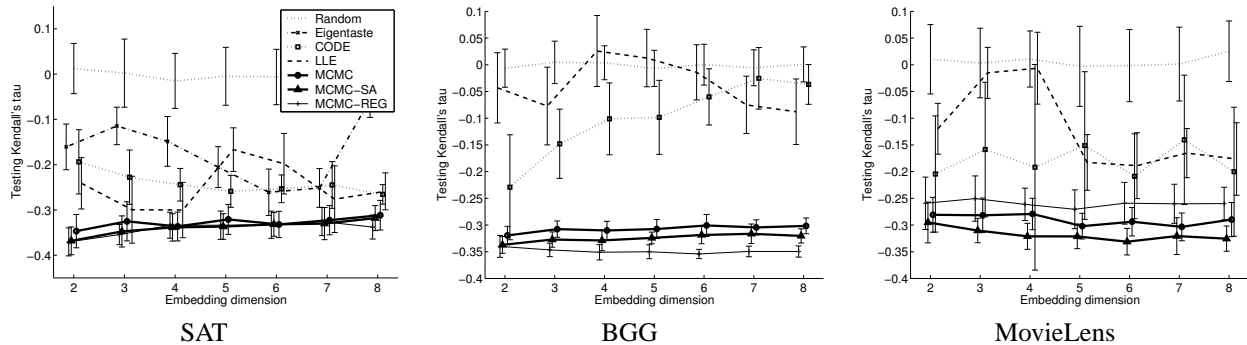 0.1
0
−0.1
−0.2
−0.3
−0.4
Testing Kendall's tau
2 3 4 5 6 7 8
Embedding dimension
Random
Eigentaste
CODE
LLE
MCMC
MCMC−SA
MCMC−REG
SAT
0.1
0.05
0
−0.05
−0.1
−0.15
−0.2
−0.25
−0.3
−0.35
−0.4
Testing Kendall's tau
2 3 4 5 6 7 8
Embedding dimension
BGG
0.1
0.05
0
−0.05
−0.1
−0.15
−0.2
−0.25
−0.3
−0.35
−0.4
Testing Kendall's tau
2 3 4 5 6 7 8
Embedding dimension
MovieLens